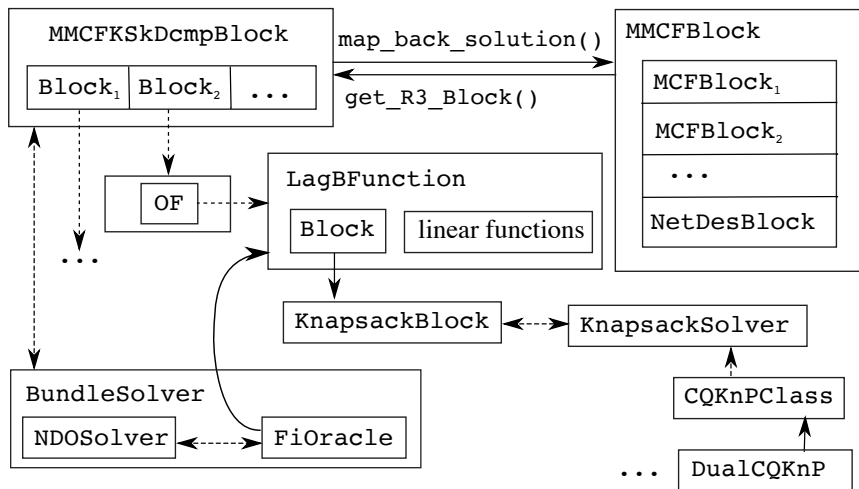 MMCFKSkDcmpBlock
Block₁ Block₂ ...
map_back_solution()
get_R3_Block()
MMCFBlock
MCFBlock₁
MCFBlock₂
...
NetDesBlock
OF
...
LagBFunction
Block linear functions
KnapsackBlock
KnapsackSolver
BundleSolver
NDOSolver FiOracle
CQKnPClass
... DualCQKnP